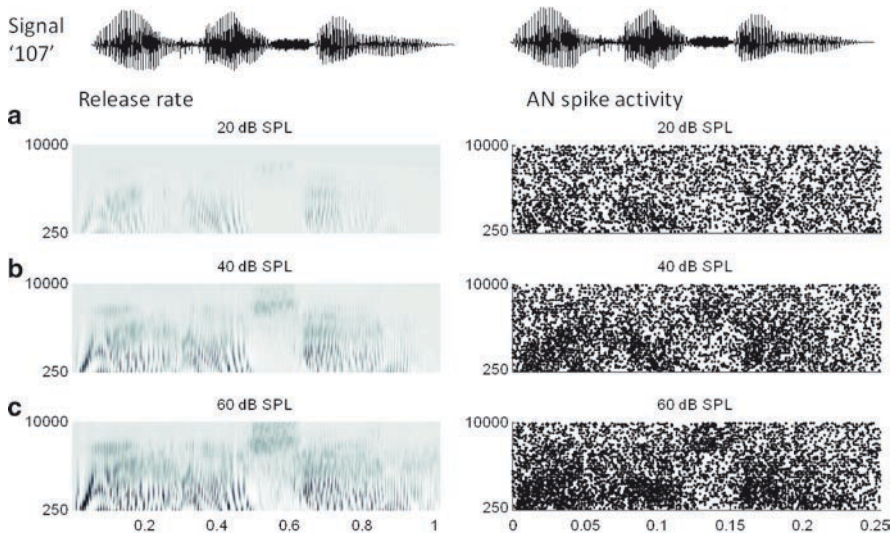 Signal
'107'
Release rate
AN spike activity
a
20 dB SPL
20 dB SPL
10000
250
10000
250
b
40 dB SPL
40 dB SPL
10000
250
10000
250
c
60 dB SPL
60 dB SPL
10000
250
10000
250
0.2 0.4 0.6 0.8 1
0 0.05 0.1 0.15 0.2 0.25